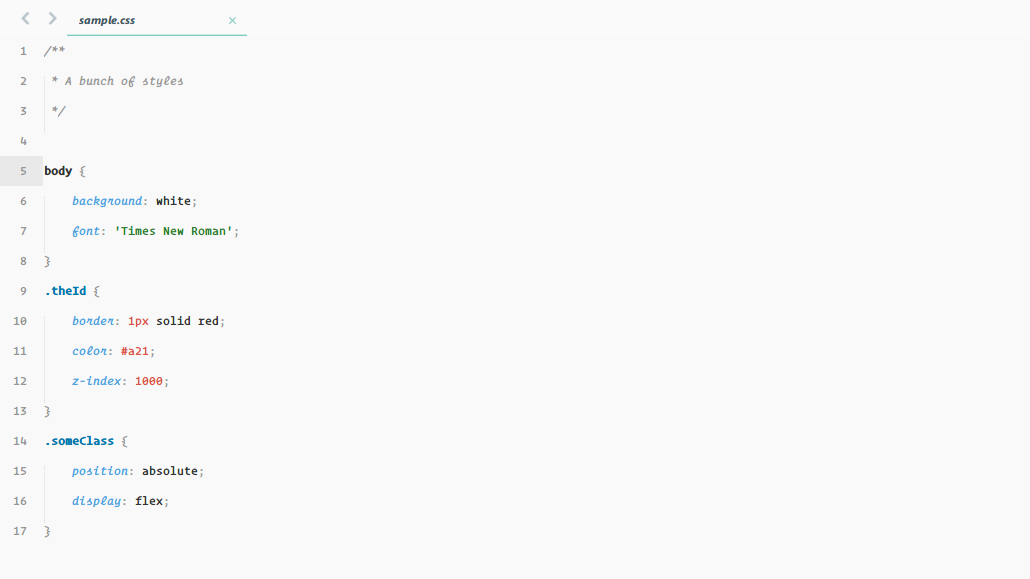 sample.css ×
1 /**
2  * A bunch of styles
3  */
4
5 body {
6     background: white;
7     font: 'Times New Roman';
8 }
9 .theId {
10     border: 1px solid red;
11     color: #a21;
12     z-index: 1000;
13 }
14 .someClass {
15     position: absolute;
16     display: flex;
17 }